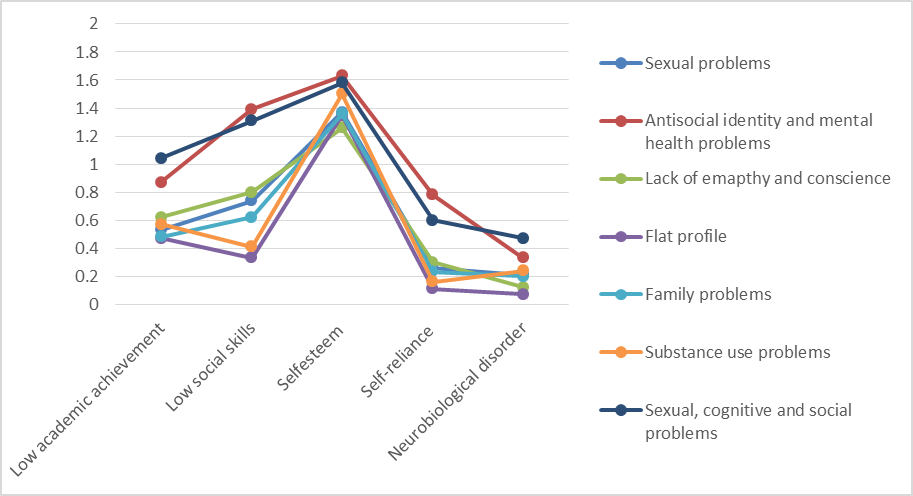 2
1.8
1.6
1.4
1.2
1
0.8
0.6
0.4
0.2
0
Low academic achievement
Low social skills
Selfesteem
Self-reliance
Neurobiological disorder
Sexual problems
Antisocial identity and mental
health problems
Lack of emapthy and conscience
Flat profile
Family problems
Substance use problems
Sexual, cognitive and social
problems